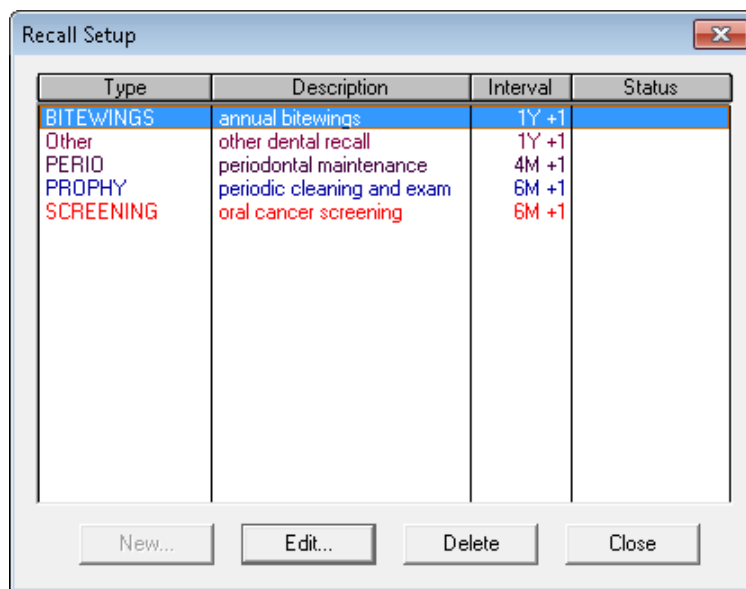 Recall Setup
Type Description Interval Status
BITEWINGS annual bitewings 1Y +1
Other other dental recall 1Y +1
PERIO periodontal maintenance 4M +1
PROPHY periodic cleaning and exam 6M +1
SCREENING oral cancer screening 6M +1
New... Edit... Delete Close